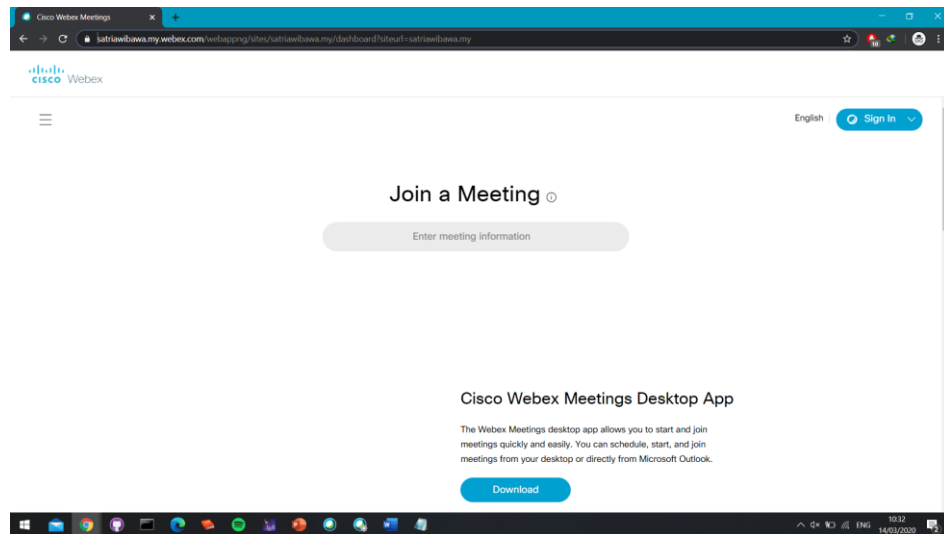 Cisco Webex Meetings
satriawibawa.my.webex.com/webappng/sites/satriawibawa.my/dashboard?siteurl=satriawibawa.my
10
CISCO Webex
English
Sign In
Join a Meeting
Enter meeting information
Cisco Webex Meetings Desktop App
The Webex Meetings desktop app allows you to start and join
meetings quickly and easily. You can schedule, start, and join
meetings from your desktop or directly from Microsoft Outlook.
Download
ENG
10:32
14/03/2020
2